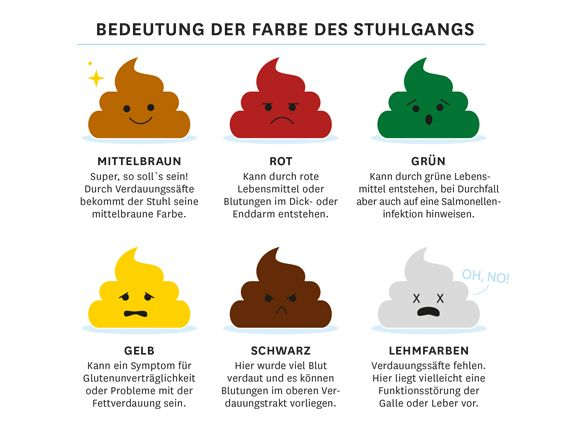 BEDEUTUNG DER FARBE DES STUHLGANGS
MITTELBRAUN
Super, so soll`s sein!
Durch Verdauungssäfte
bekommt der Stuhl seine
mittelbraune Farbe.
ROT
Kann durch rote
Lebensmittel oder
Blutungen im Dick- oder
Enddarm entstehen.
GRÜN
Kann durch grüne Lebens-
mittel entstehen, bei Durchfall
aber auch auf eine Salmonellen-
infektion hinweisen.
OH, NO!
GELB
Kann ein Symptom für
Glutenunverträglichkeit
oder Probleme mit der
Fettverdauung sein.
SCHWARZ
Hier wurde viel Blut
verdaut und es können
Blutungen im oberen Ver-
dauungstrakt vorliegen.
LEHMFARBEN
Verdauungssäfte fehlen.
Hier liegt vielleicht eine
Funktionsstörung der
Galle oder Leber vor.